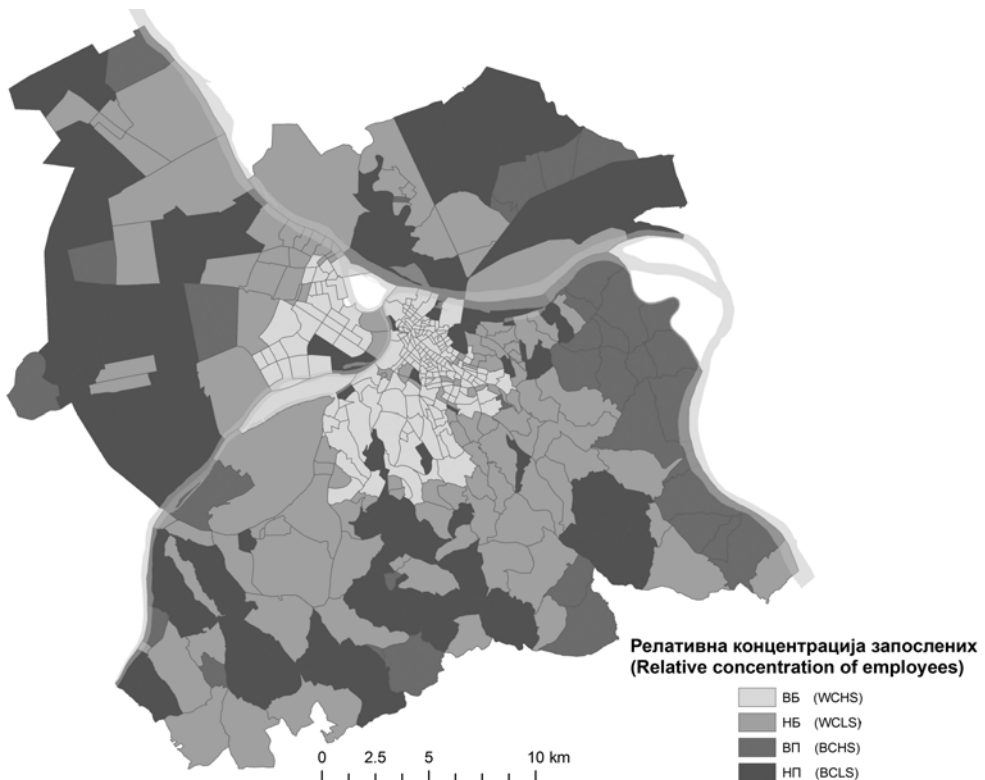 Релативна концентрација запослених
(Relative concentration of employees)
ВБ (WCHS)
НБ (WCLS)
ВП (BCHS)
НП (BCLS)
0 2.5 5 10 km